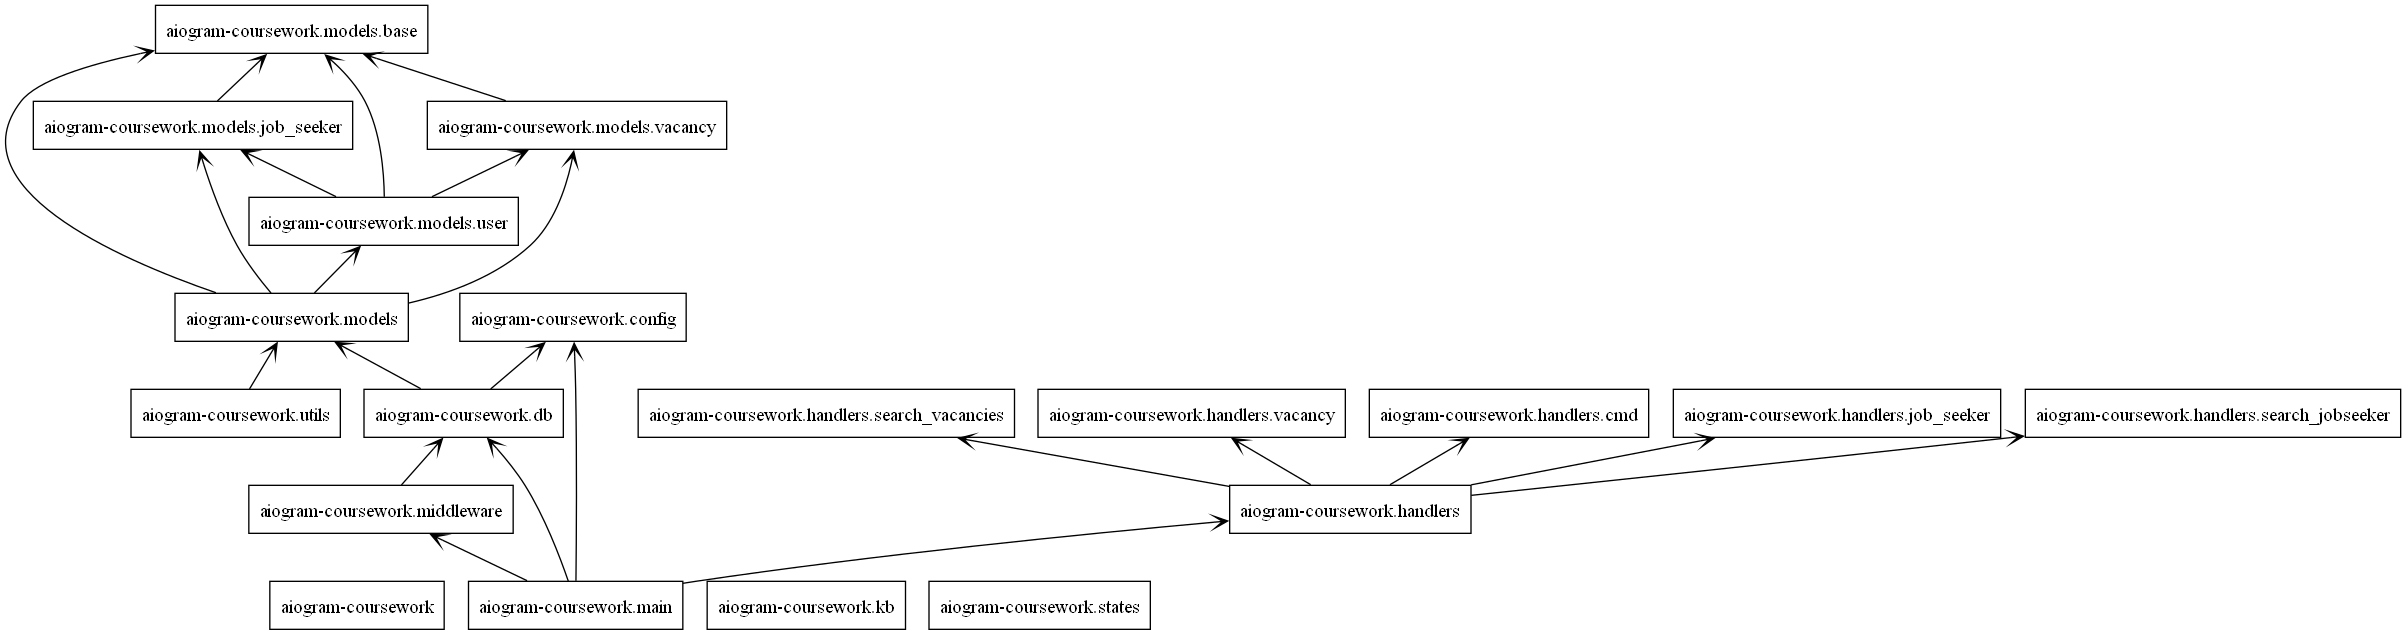 aiogram-coursework.models.base
aiogram-coursework.models.job_seeker
aiogram-coursework.models.vacancy
aiogram-coursework.models.user
aiogram-coursework.models
aiogram-coursework.config
aiogram-coursework.utils
aiogram-coursework.db
aiogram-coursework.handlers.search_vacancies
aiogram-coursework.handlers.vacancy
aiogram-coursework.handlers.cmd
aiogram-coursework.handlers.job_seeker
aiogram-coursework.handlers.search_jobseeker
aiogram-coursework.middleware
aiogram-coursework.handlers
aiogram-coursework
aiogram-coursework.main
aiogram-coursework.kb
aiogram-coursework.states